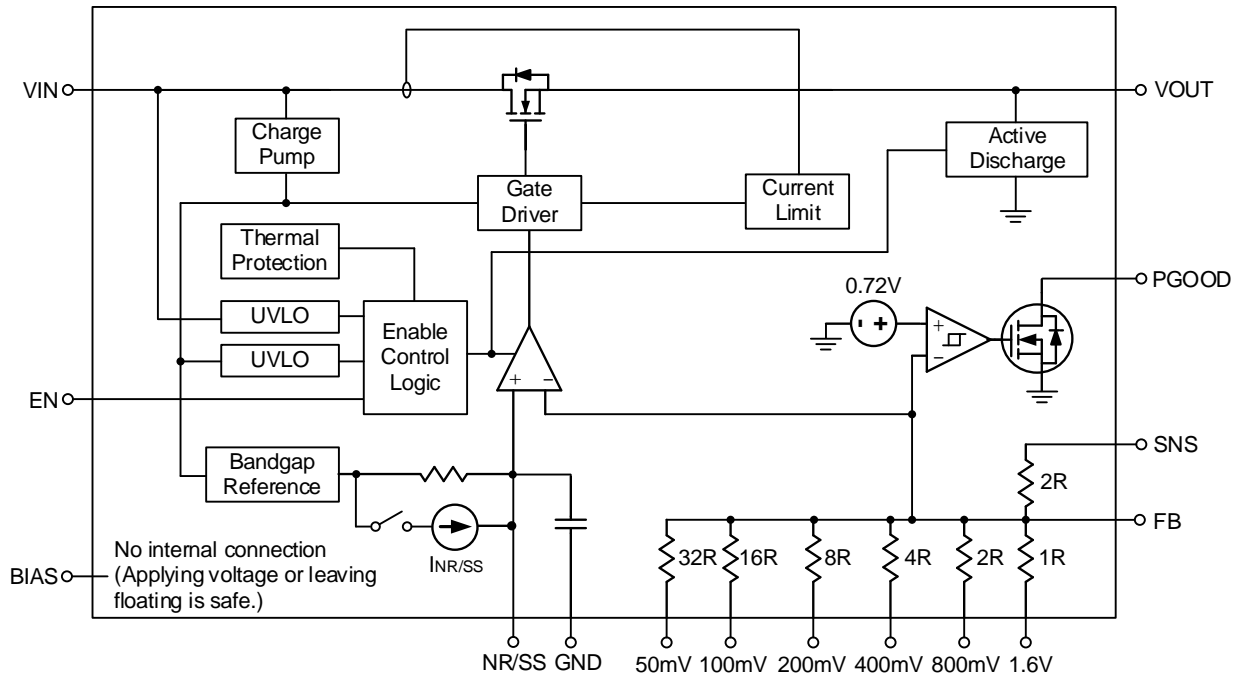 VIN
VOUT
Charge
Pump
Active
Discharge
Gate
Driver
Current
Limit
Thermal
Protection
PGOOD
0.72V
UVLO
- +
+
−
Enable
Control
Logic
UVLO
+ −
EN
SNS
Bandgap
Reference
2R
FB
No internal connection
(Applying voltage or leaving
floating is safe.)
BIAS
INR/SS
32R 16R 8R 4R 2R 1R
NR/SS GND 50mV 100mV 200mV 400mV 800mV 1.6V